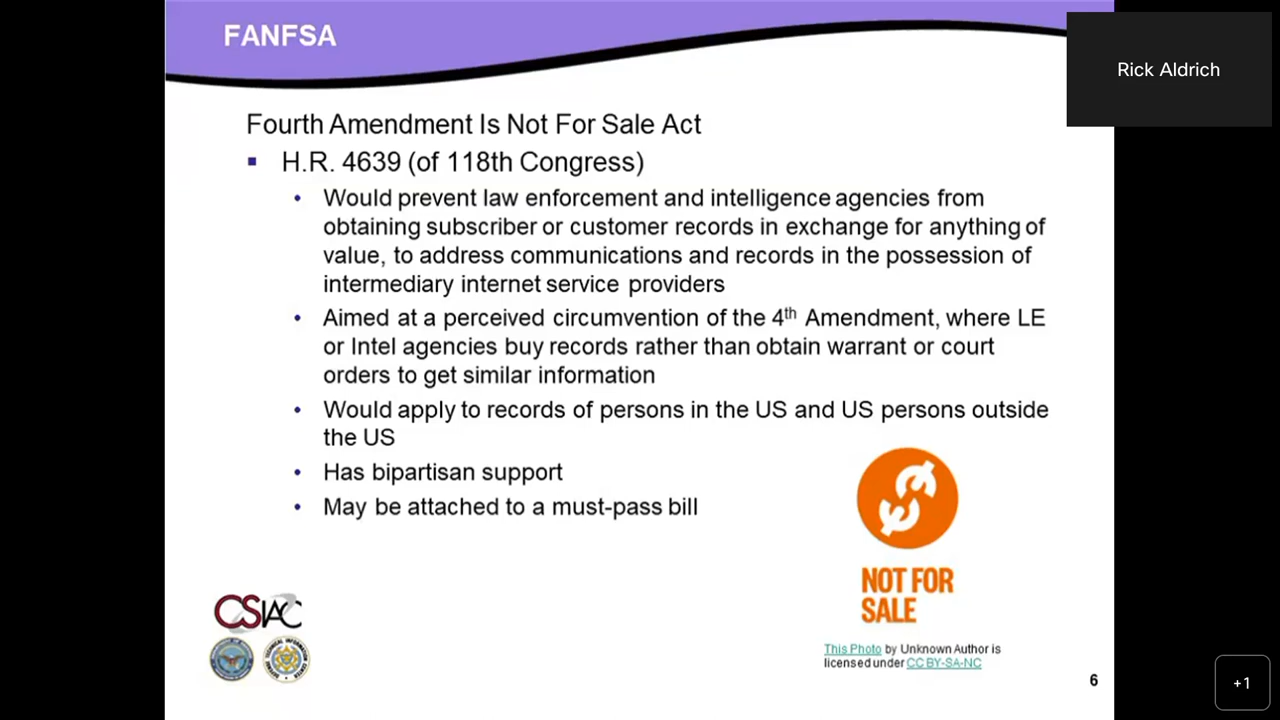 FANFSA
Rick Aldrich
Fourth Amendment Is Not For Sale Act
H.R. 4639 (of 118th Congress)
Would prevent law enforcement and intelligence agencies from
obtaining subscriber or customer records in exchange for anything of
value, to address communications and records in the possession of
intermediary internet service providers
Aimed at a perceived circumvention of the 4th Amendment, where LE
or Intel agencies buy records rather than obtain warrant or court
orders to get similar information
Would apply to records of persons in the US and US persons outside
the US
Has bipartisan support
May be attached to a must-pass bill
NOT FOR
SALE
CSIAC
This Photo by Unknown Author is
licensed under CC BY-SA-NC
6
+1